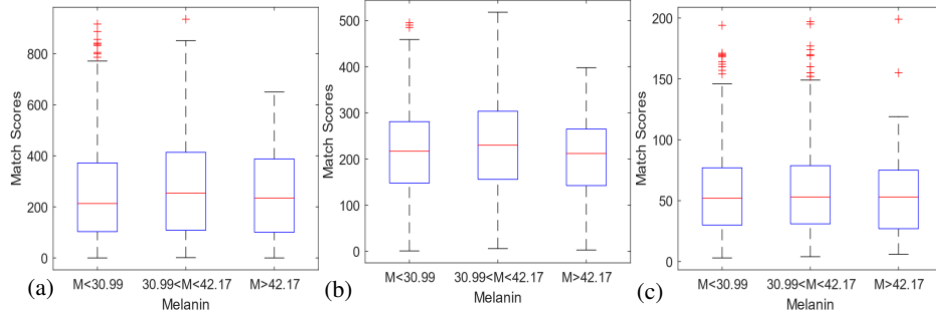 Match Scores
800
600
400
200
0
M<30.99 30.99<M<42.17 M>42.17
Melanin
(a)
Match Scores
500
400
300
200
100
0
M<30.99 30.99<M<42.17 M>42.17
Melanin
(b)
Match Scores
200
150
100
50
0
M<30.99 30.99<M<42.17 M>42.17
Melanin
(c)